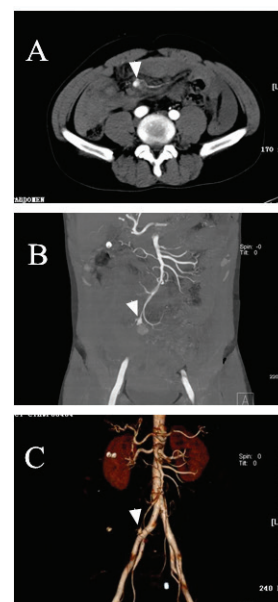 A
[L
170
ABDOMEN
B
Spin: -0
Tilt: 0
A
C
Spin: 0
Tilt: 0
[L
240